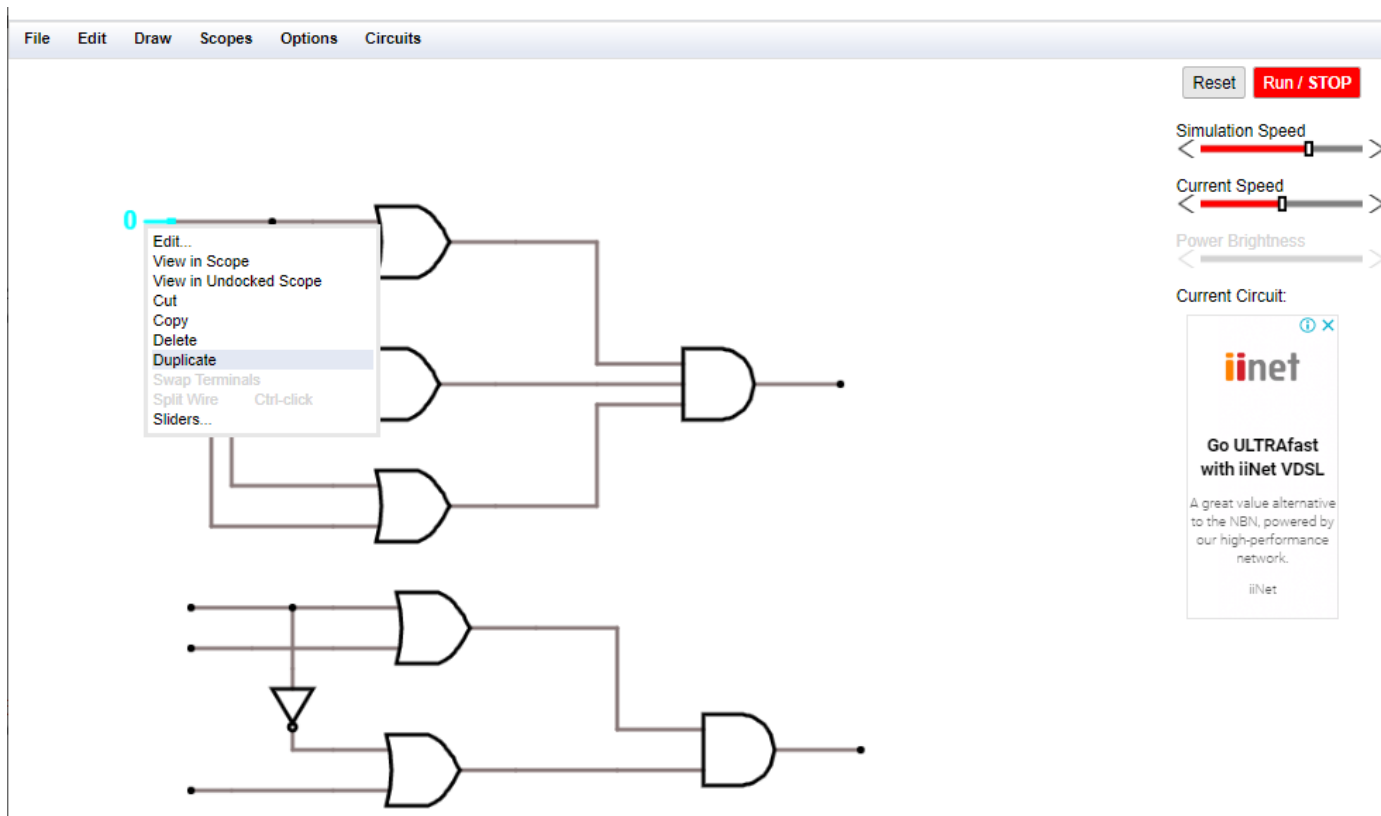 File Edit Draw Scopes Options Circuits
Reset Run / STOP
Simulation Speed
Current Speed
Power Brightness
Current Circuit:
0
Edit...
View in Scope
View in Undocked Scope
Cut
Copy
Delete
Duplicate
Swap Terminals
Split Wire Ctrl-click
Sliders...
iinet
Go ULTRAfast
with iiNet VDSL
A great value alternative
to the NBN, powered by
our high-performance
network.
iiNet